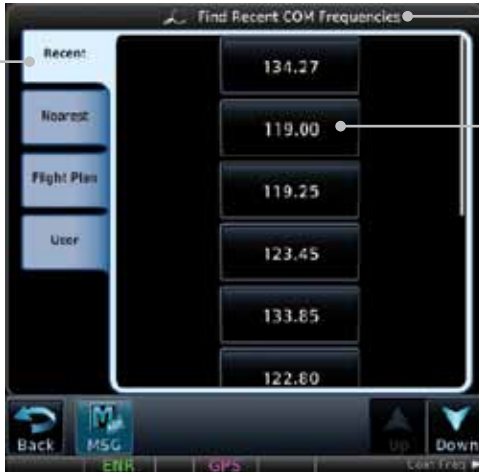 Find Recent COM Frequencies
Recent
Nearest
Flight Plan
User
134.27
119.00
119.25
123.45
133.85
122.80
Back
MSG
Up
Down
ENR
GPS